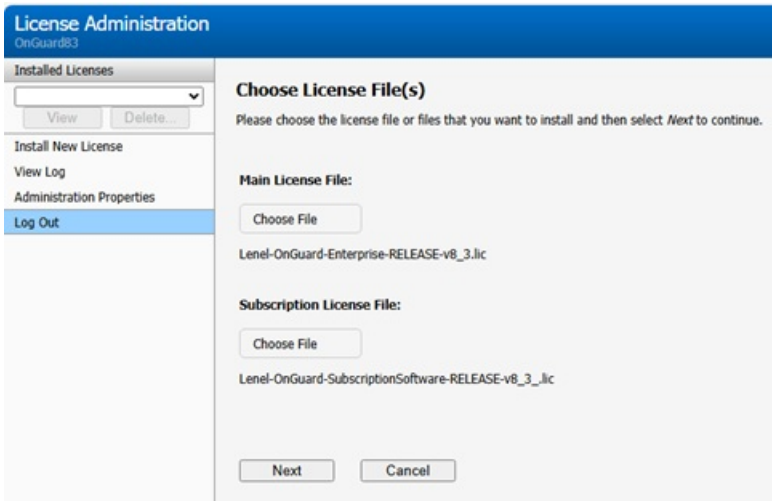 License Administration
OnGuard83
Installed Licenses
View
Delete...
Install New License
View Log
Administration Properties
Log Out
Choose License File(s)
Please choose the license file or files that you want to install and then select Next to continue.
Main License File:
Choose File
Lenel-OnGuard-Enterprise-RELEASE-v8_3.lic
Subscription License File:
Choose File
Lenel-OnGuard-SubscriptionSoftware-RELEASE-v8_3_.lic
Next
Cancel